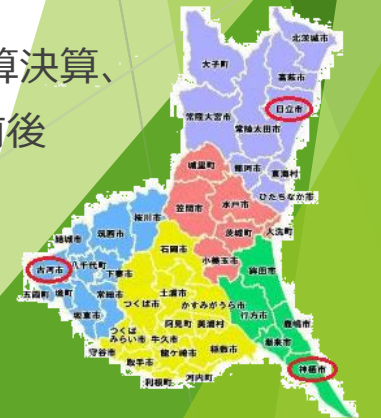 算決算、
前後
北茨城市
大子町
高萩市
日立市
常陸大宮市
常陸太田市
城里町
那珂市
東海村
ひたちなか市
笠間市
水戸市
桜川市
茨城町
大洗町
筑西市
結城市
石岡市
小美玉市
古河市
八千代町
下妻市
鉾田市
五霞町
境町
常総市
つくば市
土浦市
かすみがうら市
行方市
坂東市
阿見町
美浦村
鹿嶋市
つくば
みらい市
牛久市
稲敷市
潮来市
守谷市
龍ケ崎市
取手市
神栖市
利根町
河内町